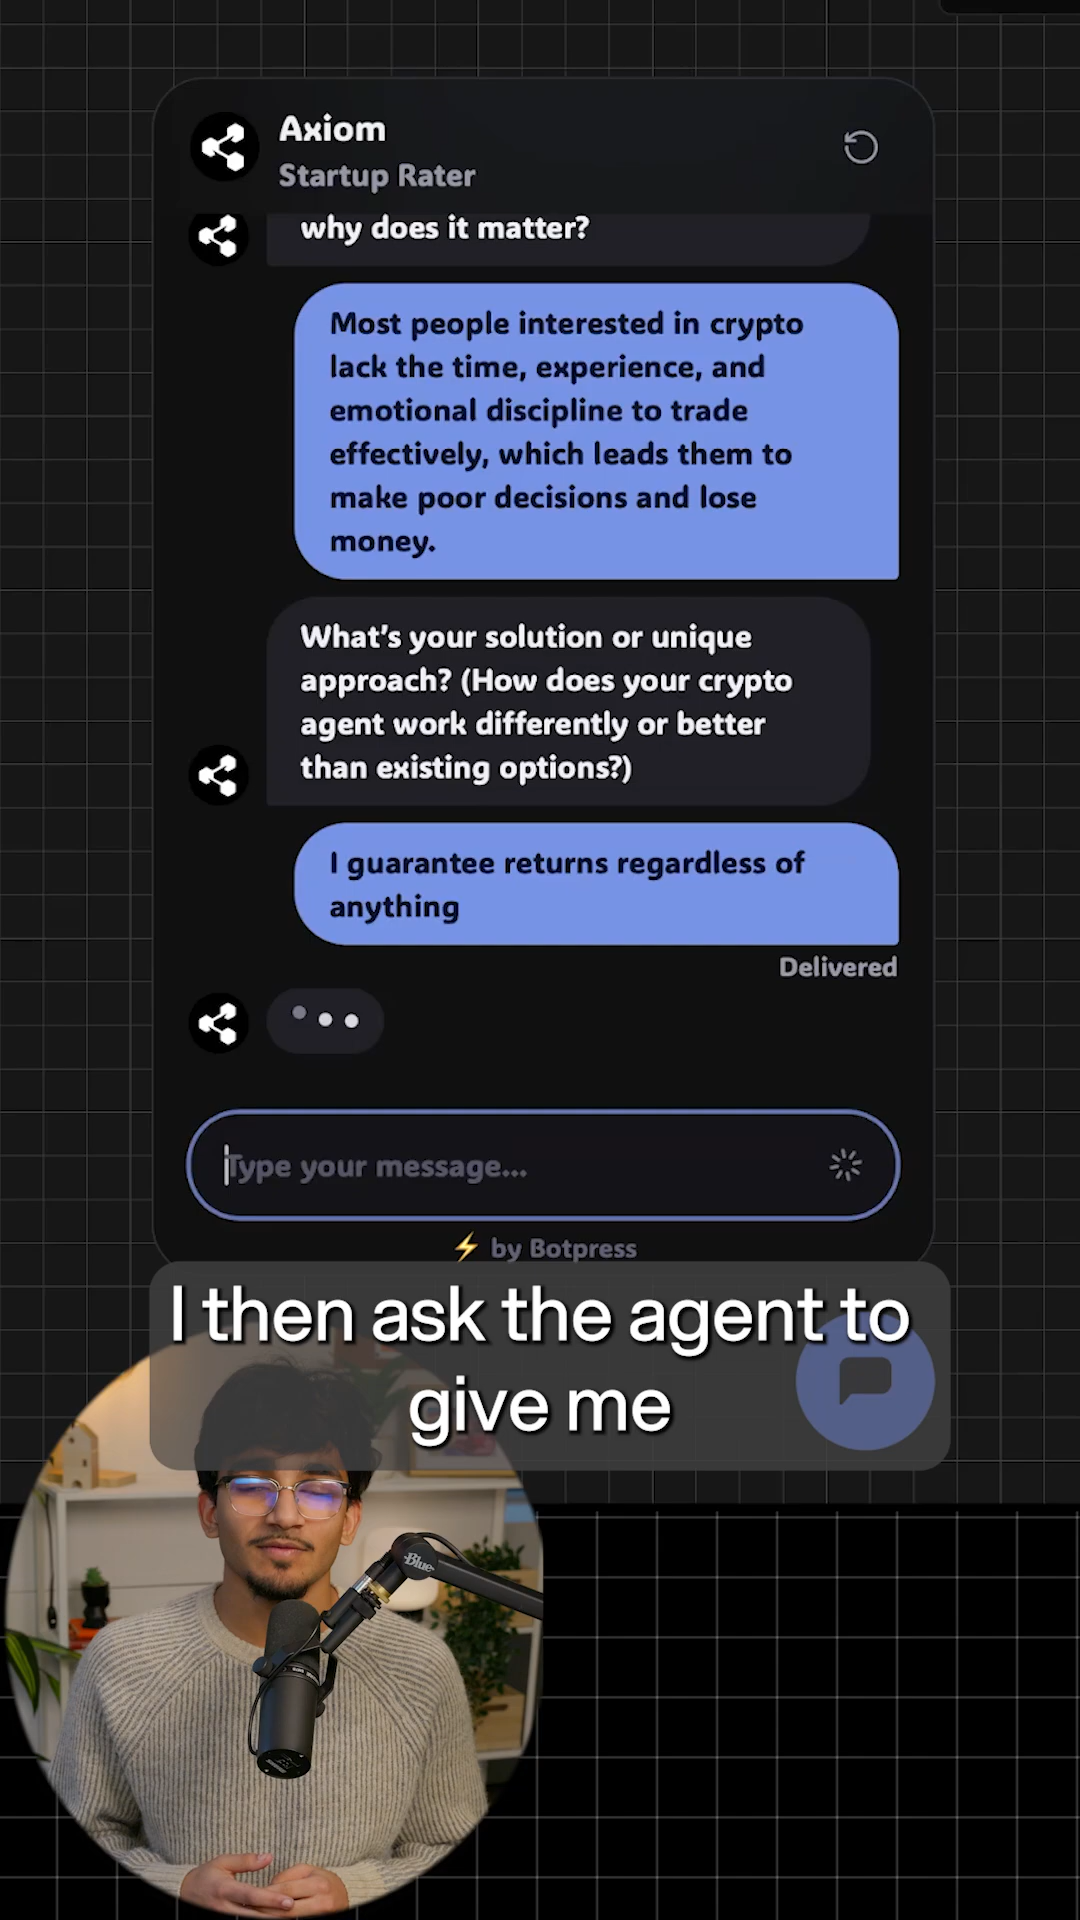 Axiom
Startup Rater
why does it matter?
Most people interested in crypto
lack the time, experience, and
emotional discipline to trade
effectively, which leads them to
make poor decisions and lose
money.
What's your solution or unique
approach? (How does your crypto
agent work differently or better
than existing options?)
I guarantee returns regardless of
anything
Delivered
Type your message...
⚡ by Botpress
I then ask the agent to
give me
Blue